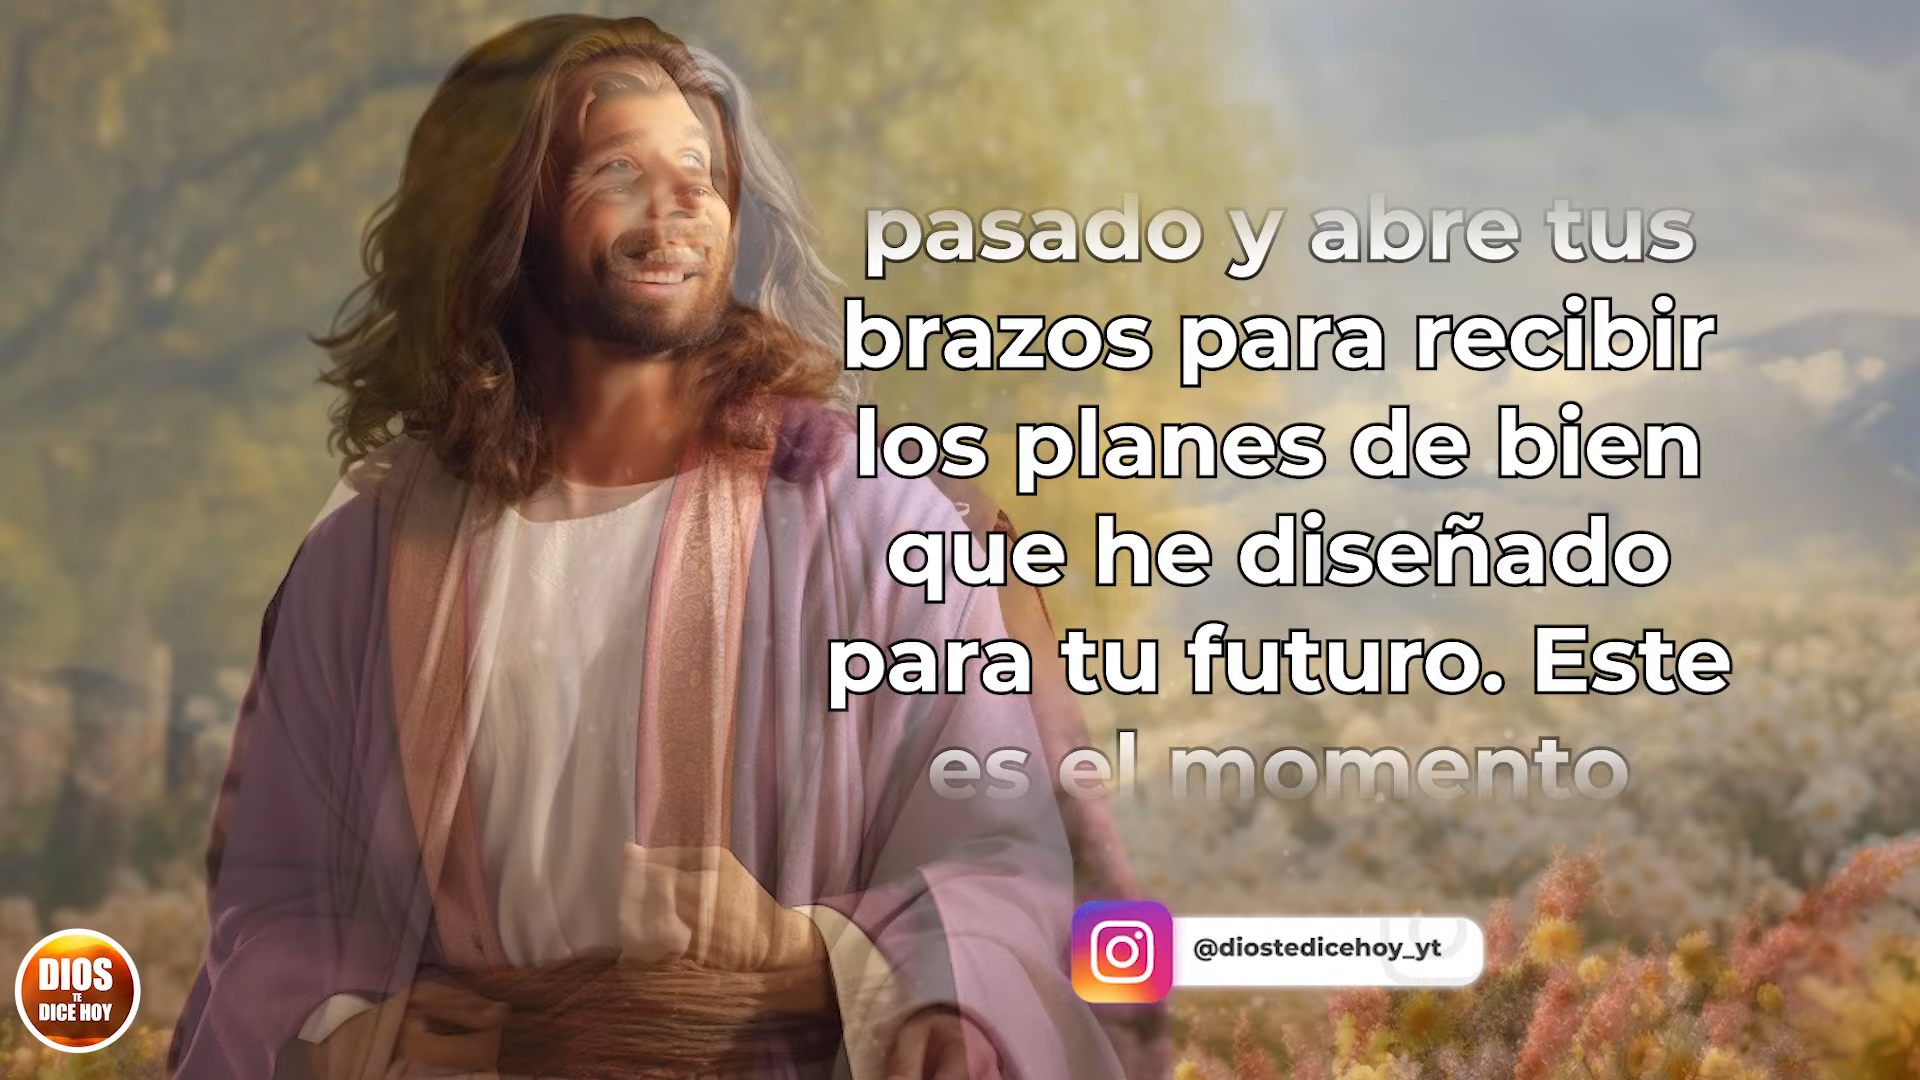 pasado y abre tus
brazos para recibir
los planes de bien
que he diseñado
para tu futuro. Este
es el momento
@diostedicehoy_yt
DIOS
TE
DICE HOY